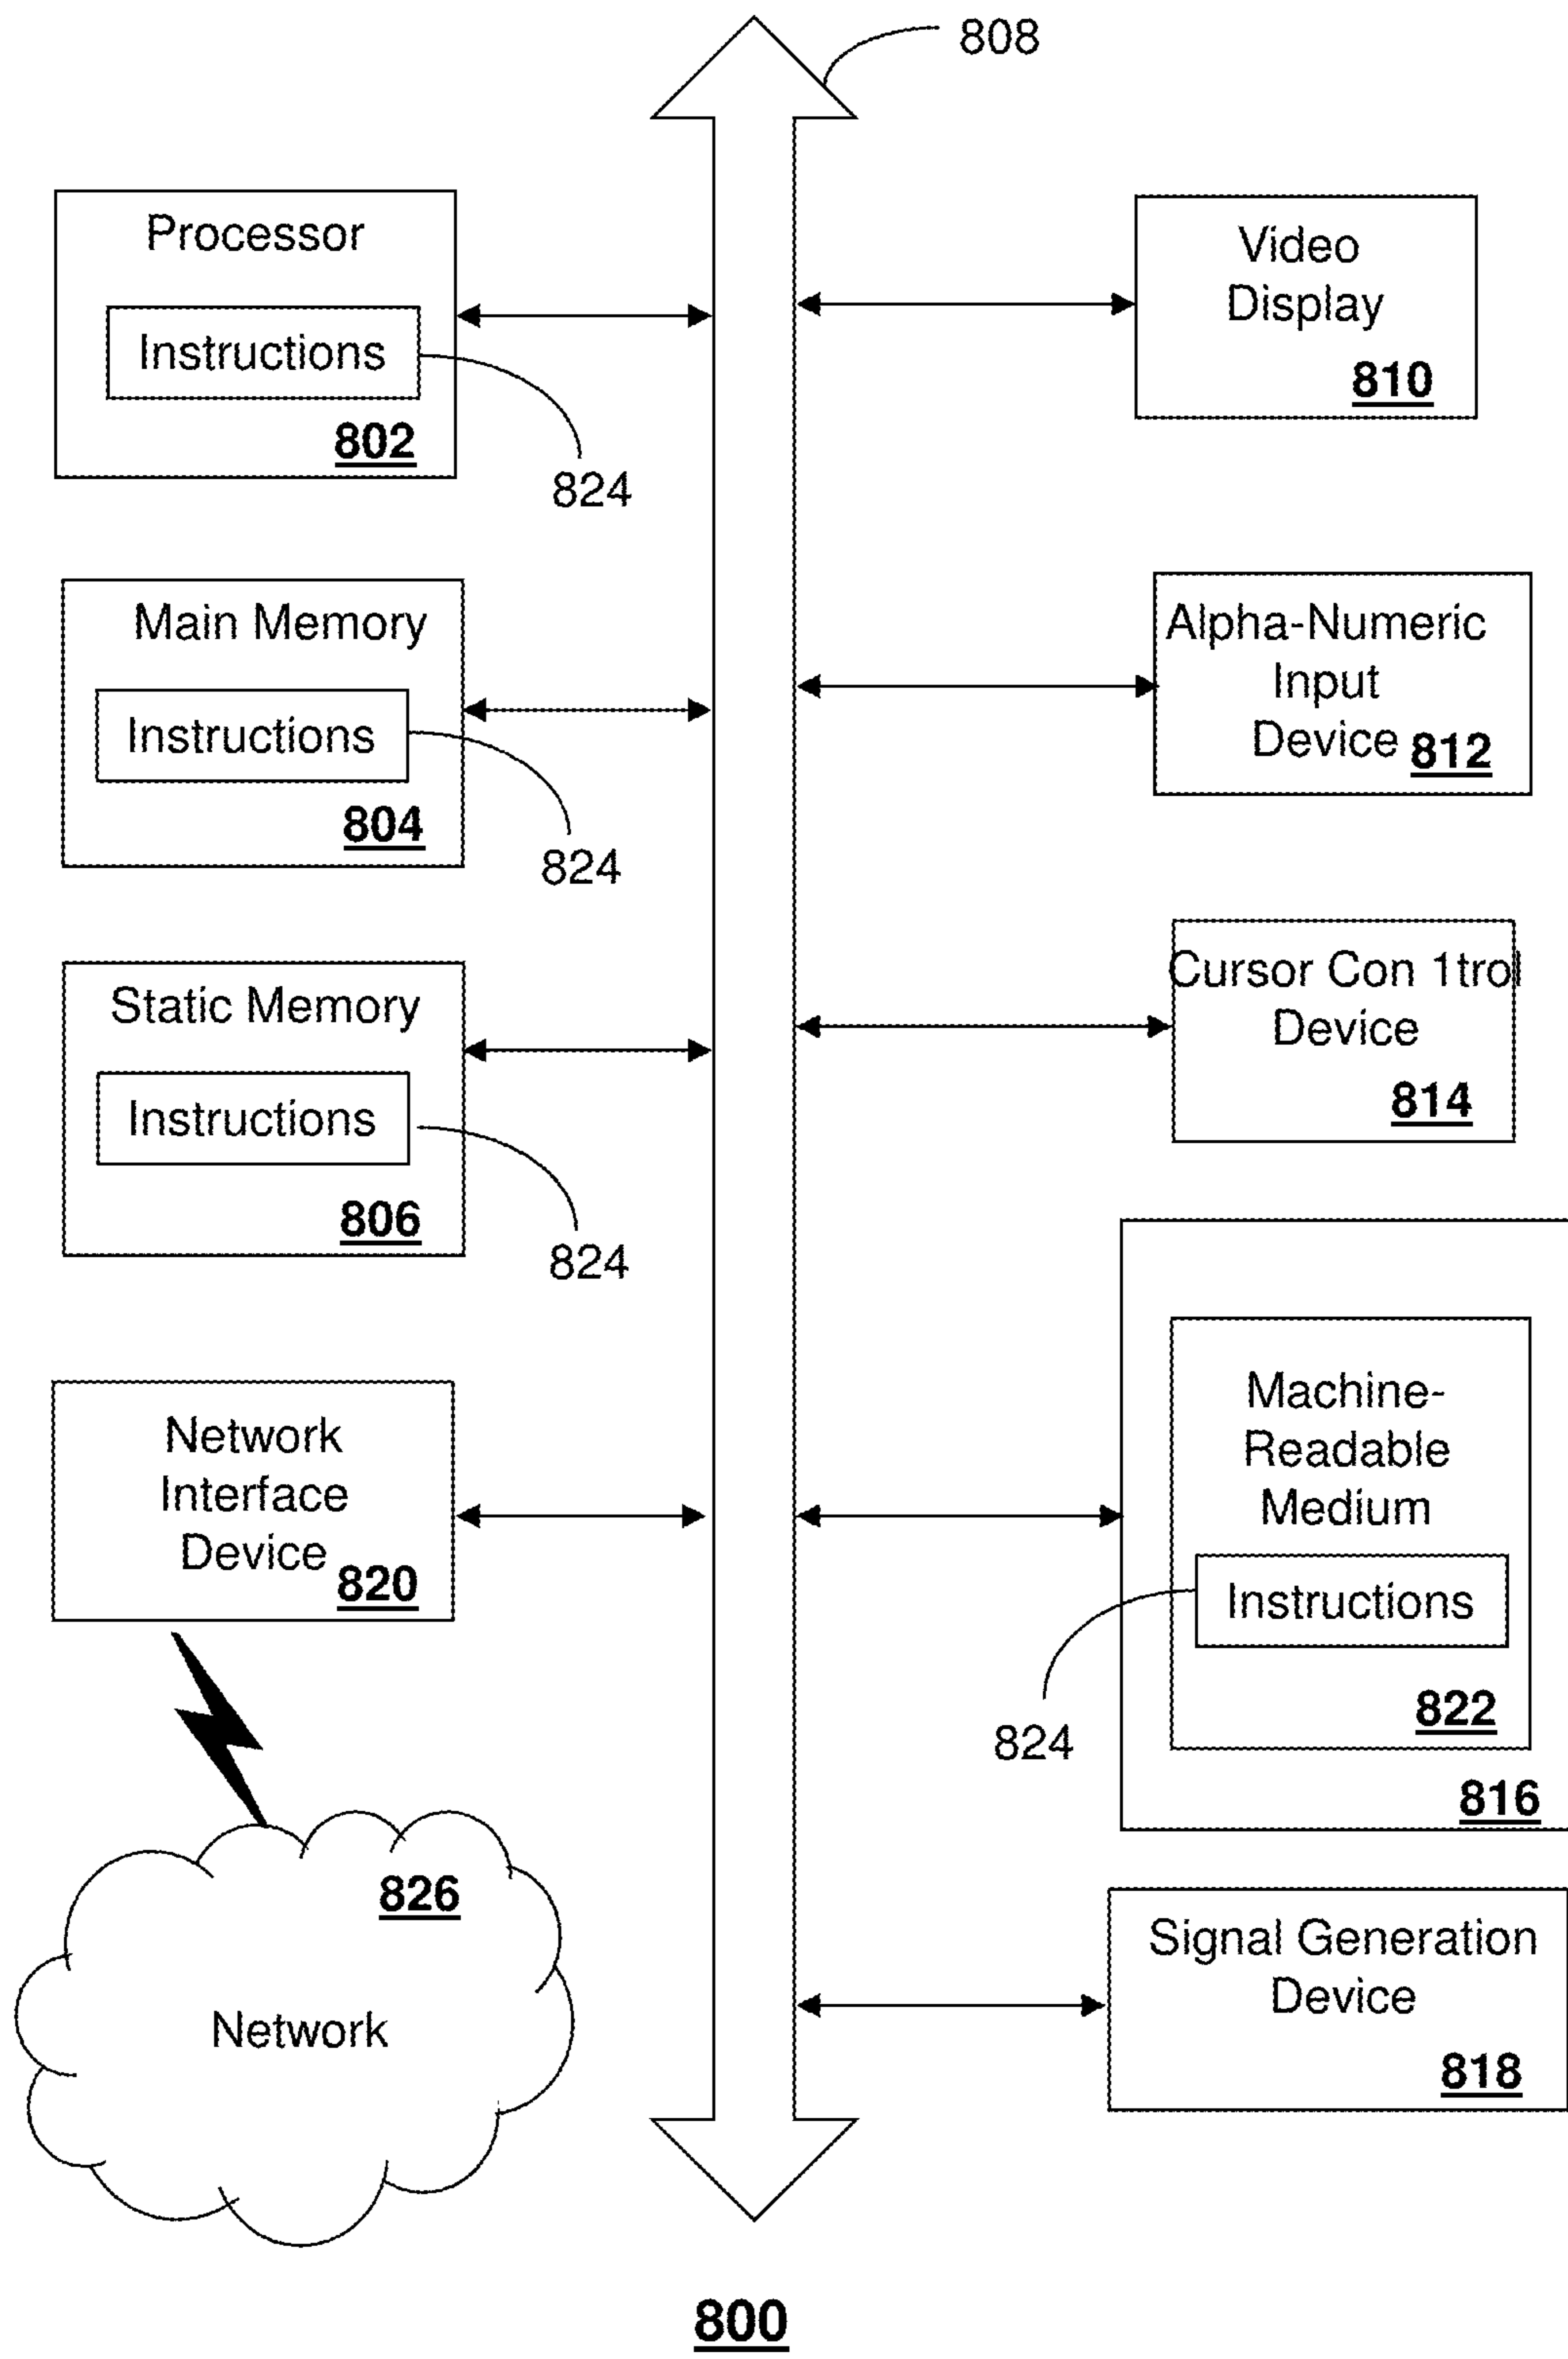 808
Processor
Instructions
802
824
Main Memory
Instructions
804
824
Static Memory
Instructions
806
824
Network
Interface
Device
820
826
Network
Video
Display
810
Alpha-Numeric
Input
Device 812
Cursor Con 1trol
Device
814
Machine-
Readable
Medium
Instructions
822
824
816
Signal Generation
Device
818
800